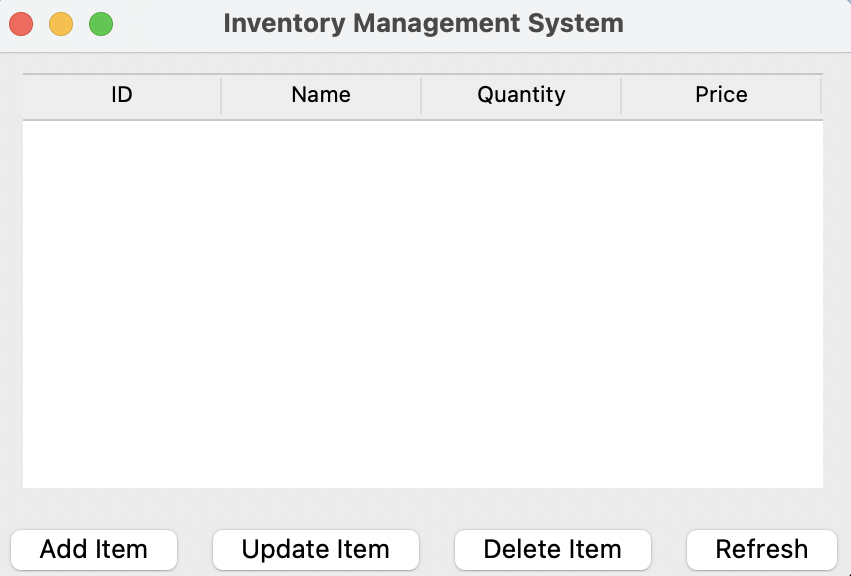 Inventory Management System
ID Name Quantity Price
Add Item Update Item Delete Item Refresh